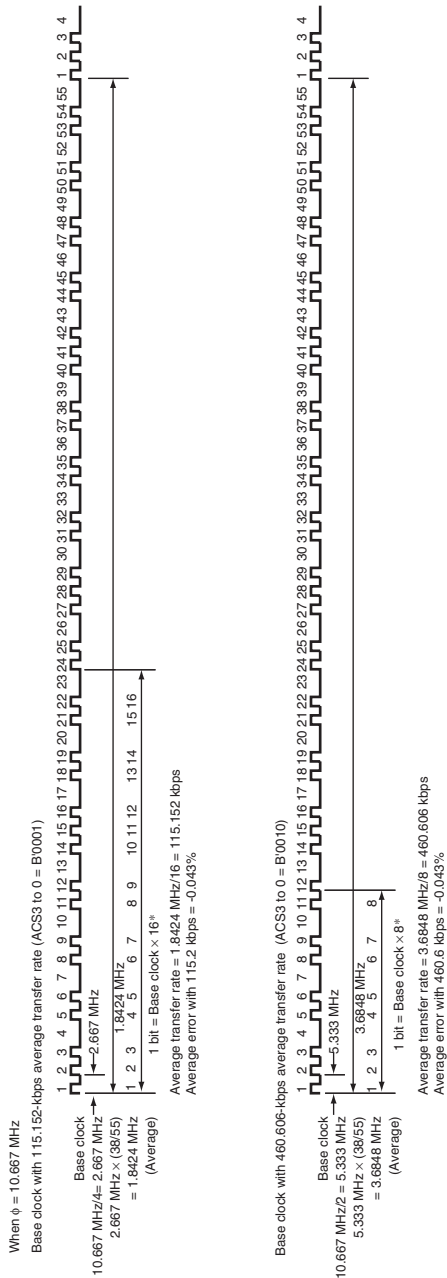 When ϕ = 10.667 MHz
Base clock with 115.152-kbps average transfer rate (ACS3 to 0 = B'0001)
1 2 3 4 5 6 7 8 9 10 11 12 13 14 15 16 17 18 19 20 21 22 23 24 25 26 27 28 29 30 31 32 33 34 35 36 37 38 39 40 41 42 43 44 45 46 47 48 49 50 51 52 53 54 55 1 2 3 4
Base clock
10.667 MHz/4= 2.667 MHz
2.667 MHz
2.667 MHz × (38/55)
1.8424 MHz
= 1.8424 MHz
(Average)
1 2 3 4 5 6 7 8 9 10 11 12 13 14 15 16
1 bit = Base clock × 16*
Average transfer rate = 1.8424 MHz/16 = 115.152 kbps
Average error with 115.2 kbps = -0.043%
Base clock with 460.606-kbps average transfer rate (ACS3 to 0 = B'0010)
1 2 3 4 5 6 7 8 9 10 11 12 13 14 15 16 17 18 19 20 21 22 23 24 25 26 27 28 29 30 31 32 33 34 35 36 37 38 39 40 41 42 43 44 45 46 47 48 49 50 51 52 53 54 55 1 2 3 4
Base clock
10.667 MHz/2 = 5.333 MHz
5.333 MHz
5.333 MHz × (38/55)
3.6848 MHz
= 3.6848 MHz
(Average)
1 2 3 4 5 6 7 8
1 bit = Base clock × 8*
Average transfer rate = 3.6848 MHz/8 = 460.606 kbps
Average error with 460.6 kbps = -0.043%